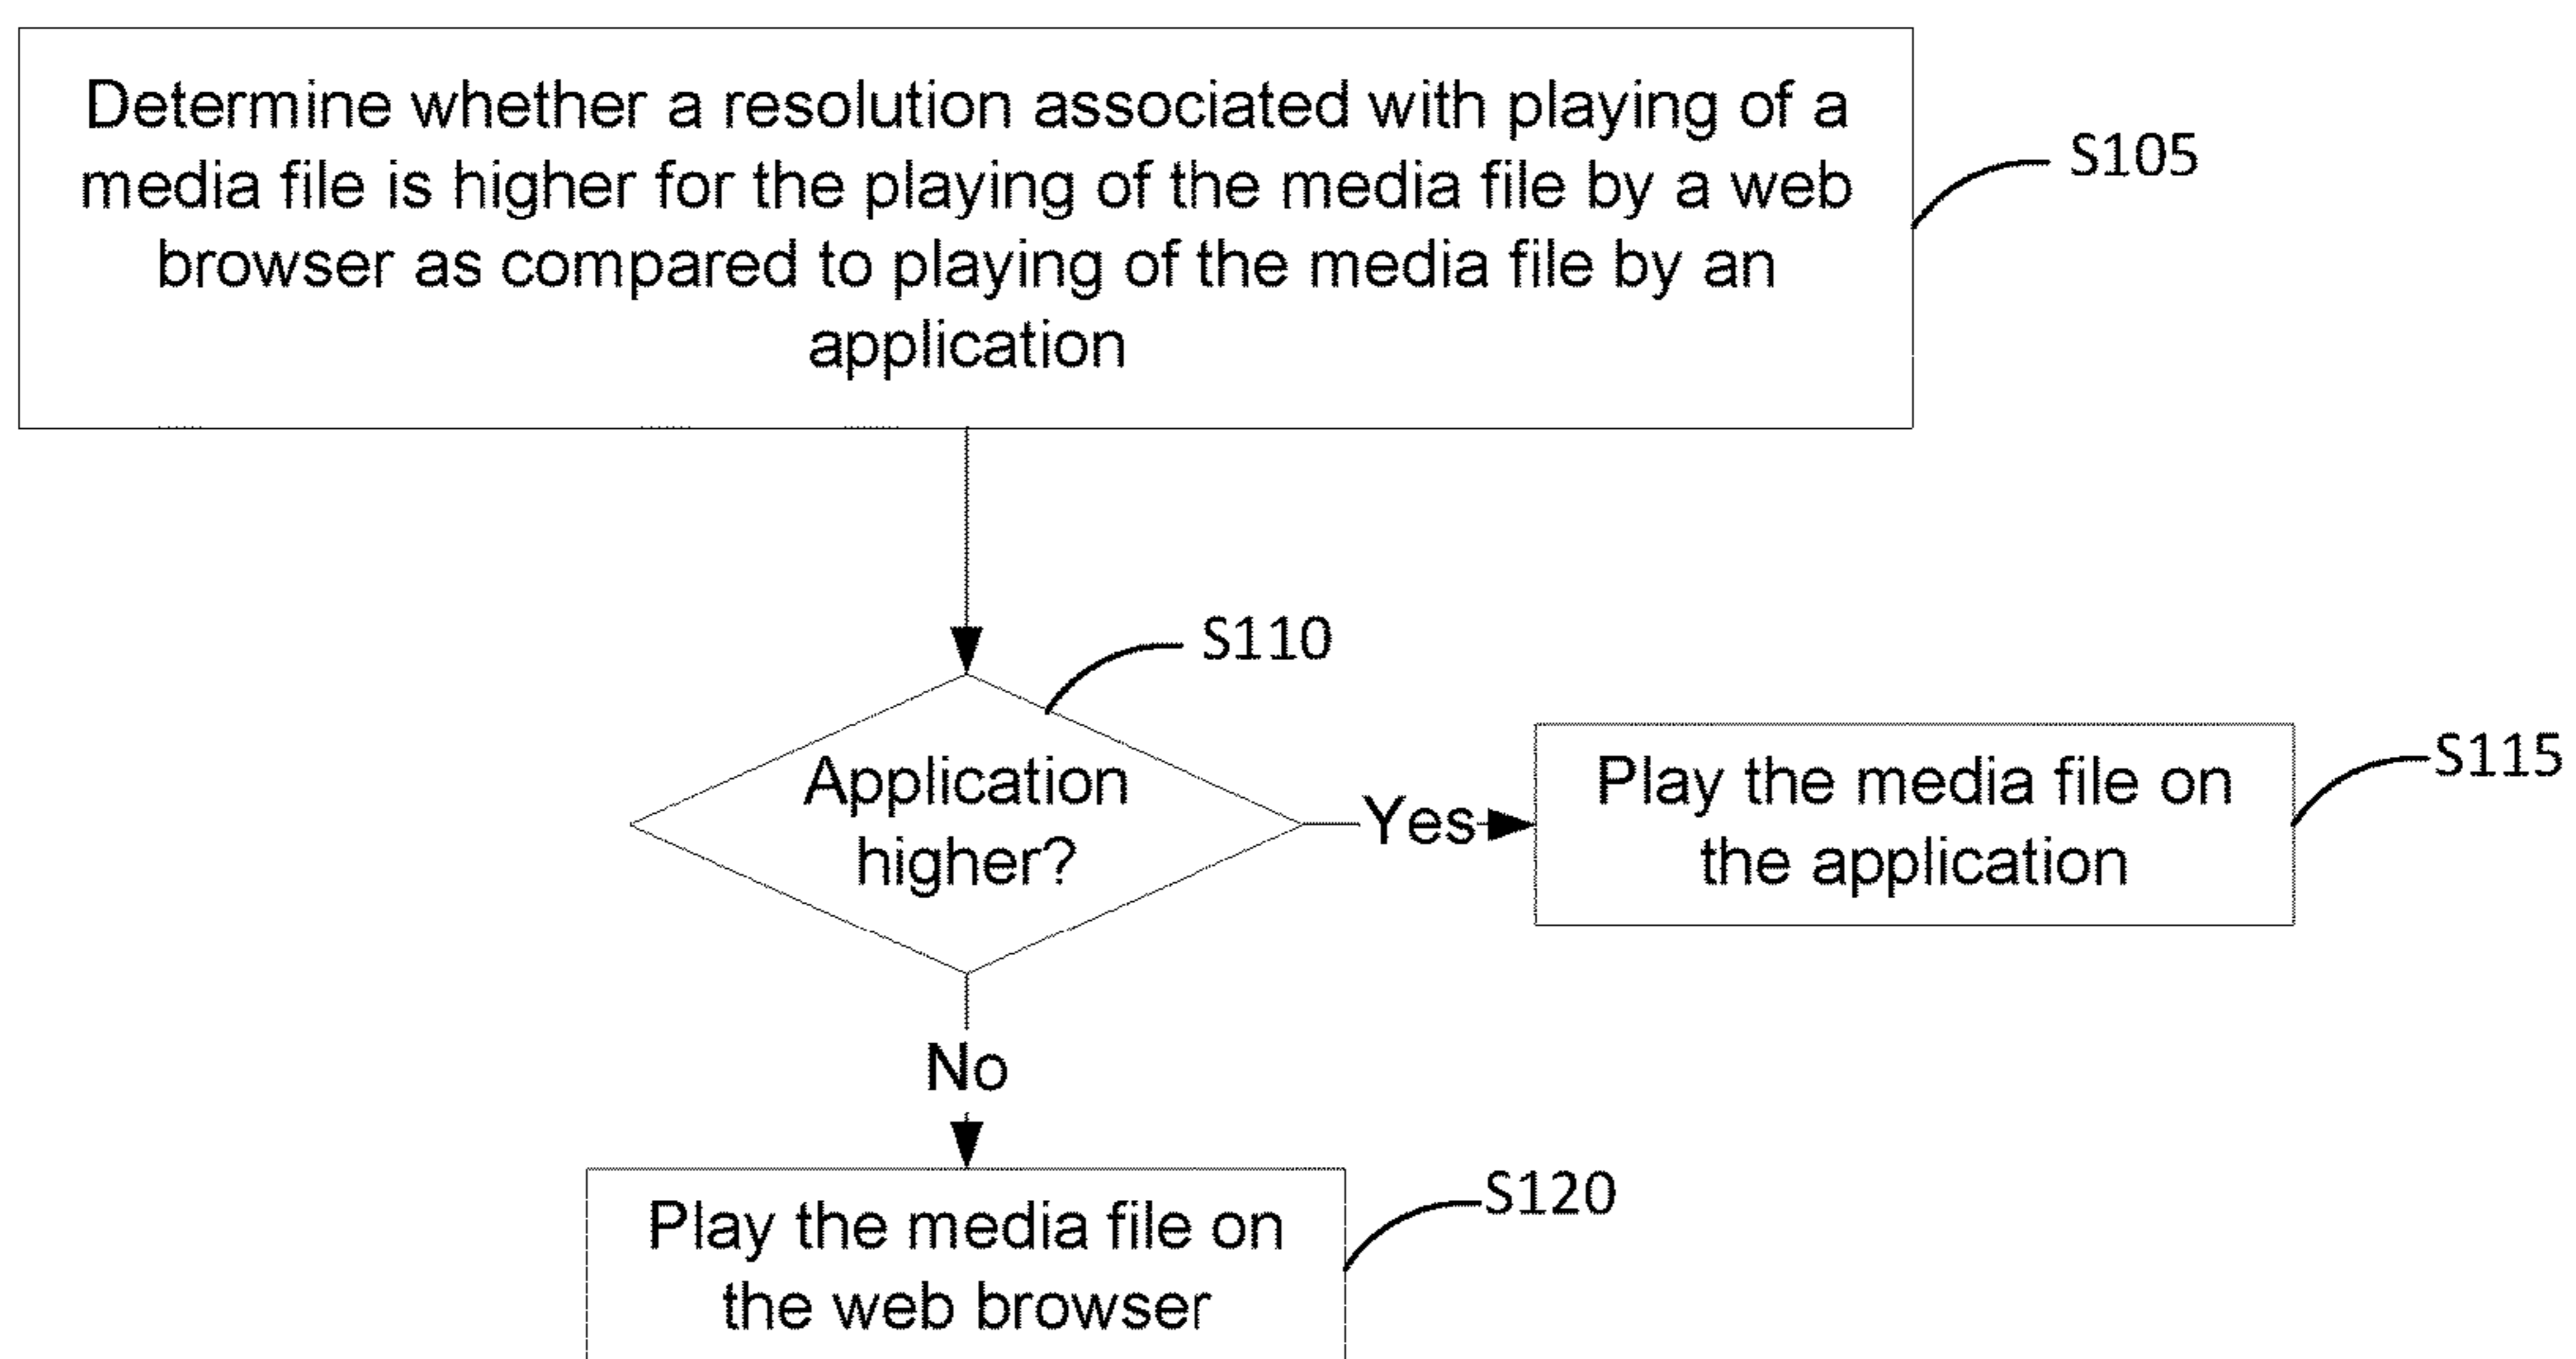 Determine whether a resolution associated with playing of a
media file is higher for the playing of the media file by a web
browser as compared to playing of the media file by an
application
S105
S110
Application
higher?
Yes
Play the media file on
the application
S115
No
Play the media file on
the web browser
S120